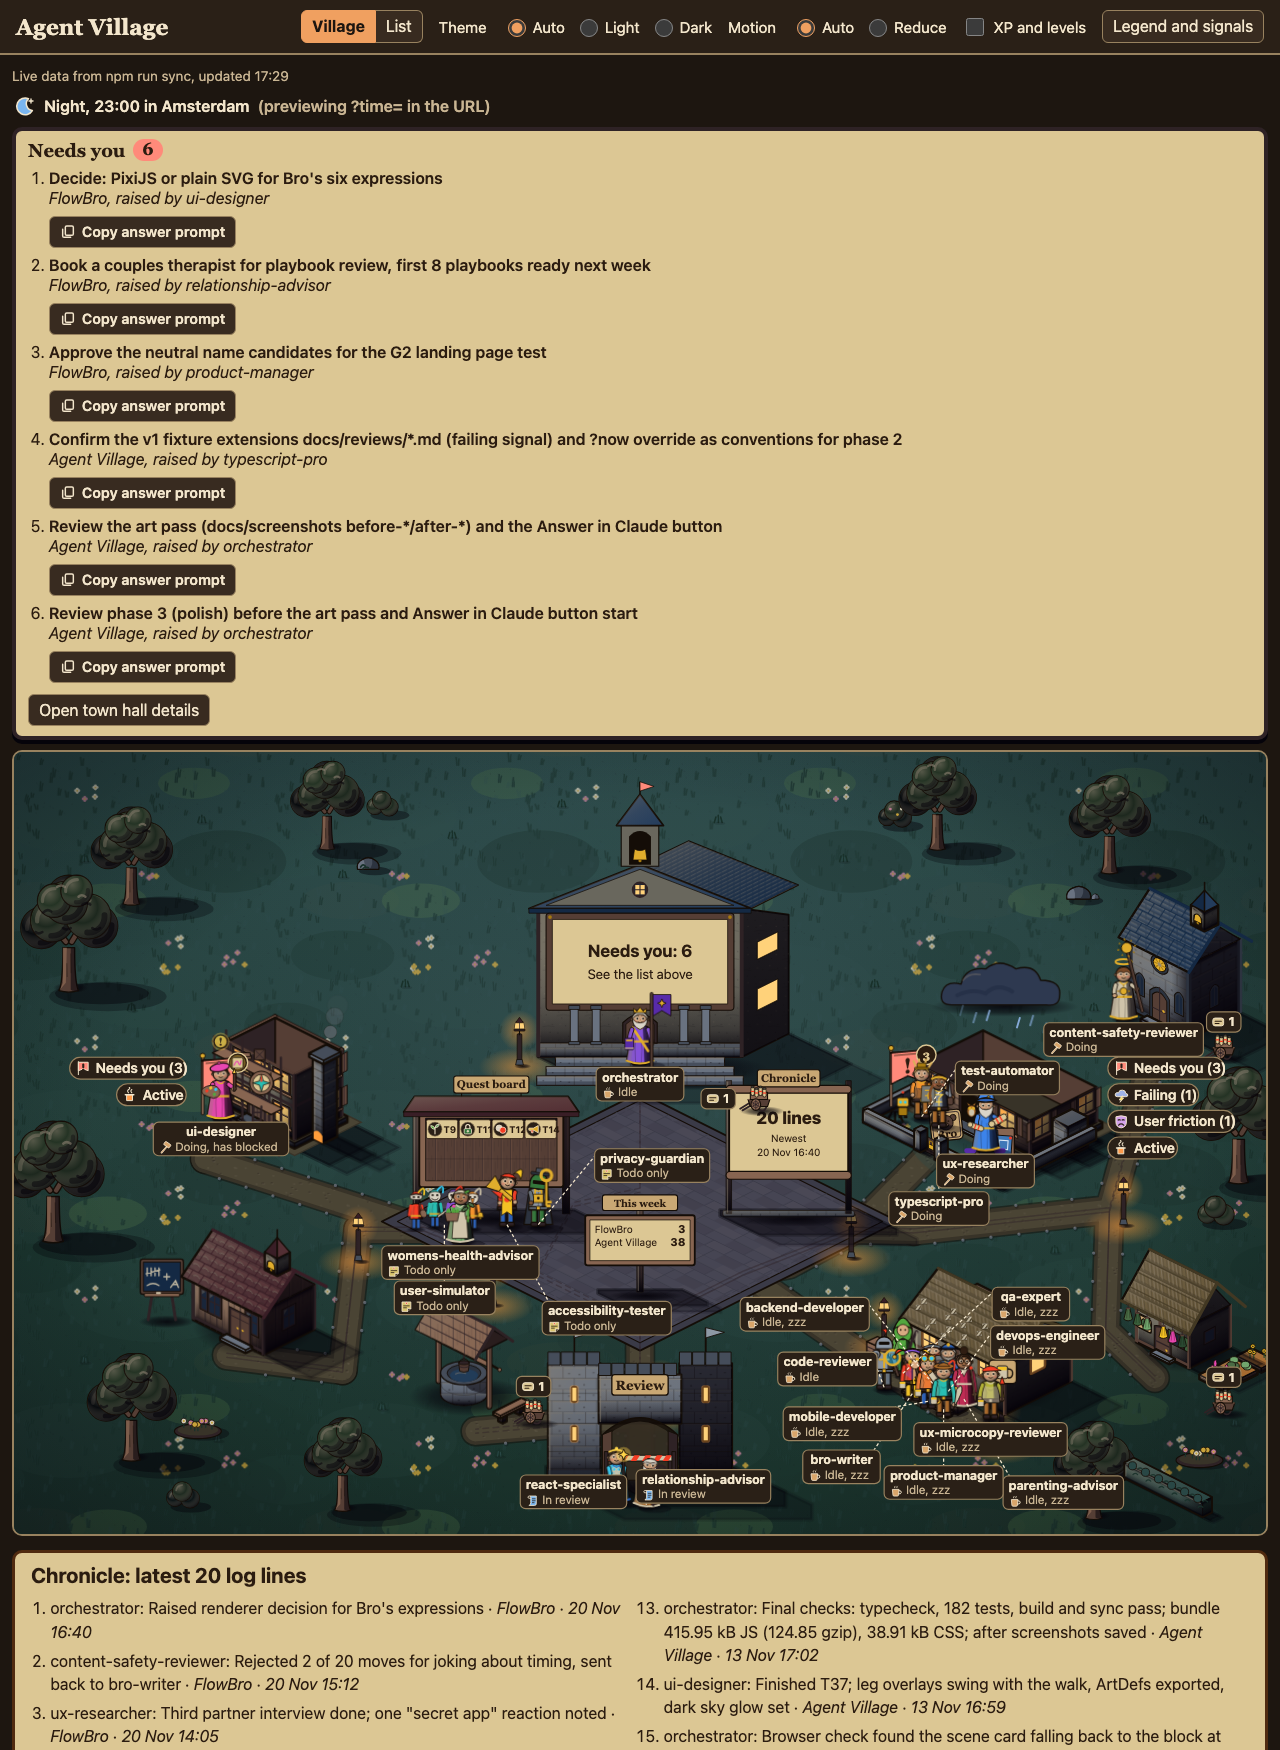 Agent Village
Village
List
Theme
Auto
Light
Dark
Motion
Auto
Reduce
XP and levels
Legend and signals
Live data from npm run sync, updated 17:29
Night, 23:00 in Amsterdam (previewing ?time= in the URL)
Needs you 6
1. Decide: PixiJS or plain SVG for Bro's six expressions
FlowBro, raised by ui-designer
Copy answer prompt
2. Book a couples therapist for playbook review, first 8 playbooks ready next week
FlowBro, raised by relationship-advisor
Copy answer prompt
3. Approve the neutral name candidates for the G2 landing page test
FlowBro, raised by product-manager
Copy answer prompt
4. Confirm the v1 fixture extensions docs/reviews/*.md (failing signal) and ?now override as conventions for phase 2
Agent Village, raised by typescript-pro
Copy answer prompt
5. Review the art pass (docs/screenshots before-*/after-*) and the Answer in Claude button
Agent Village, raised by orchestrator
Copy answer prompt
6. Review phase 3 (polish) before the art pass and Answer in Claude button start
Agent Village, raised by orchestrator
Copy answer prompt
Open town hall details
Needs you: 6
See the list above
1
content-safety-reviewer
Doing
Needs you (3)
Active
ui-designer
Doing, has blocked
orchestrator
Idle
Quest board
T9
T11
T12
T14
Chronicle
1
20 lines
Newest
20 Nov 16:40
3
test-automator
Doing
Needs you (3)
Failing (1)
User friction (1)
Active
ux-researcher
Doing
typescript-pro
Doing
privacy-guardian
Todo only
This week
FlowBro 3
Agent Village 38
womens-health-advisor
Todo only
user-simulator
Todo only
accessibility-tester
Todo only
backend-developer
Idle, zzz
qa-expert
Idle, zzz
devops-engineer
Idle, zzz
code-reviewer
Idle
1
Review
1
mobile-developer
Idle, zzz
ux-microcopy-reviewer
Idle, zzz
bro-writer
Idle, zzz
product-manager
Idle, zzz
parenting-advisor
Idle, zzz
react-specialist
In review
relationship-advisor
In review
Chronicle: latest 20 log lines
1. orchestrator: Raised renderer decision for Bro's expressions · FlowBro · 20 Nov
16:40
2. content-safety-reviewer: Rejected 2 of 20 moves for joking about timing, sent
back to bro-writer · FlowBro · 20 Nov 15:12
3. ux-researcher: Third partner interview done; one "secret app" reaction noted ·
FlowBro · 20 Nov 14:05
13. orchestrator: Final checks: typecheck, 182 tests, build and sync pass; bundle
415.95 kB JS (124.85 gzip), 38.91 kB CSS; after screenshots saved · Agent
Village · 13 Nov 17:02
14. ui-designer: Finished T37; leg overlays swing with the walk, ArtDefs exported,
dark sky glow set · Agent Village · 13 Nov 16:59
15. orchestrator: Browser check found the scene card falling back to the block at